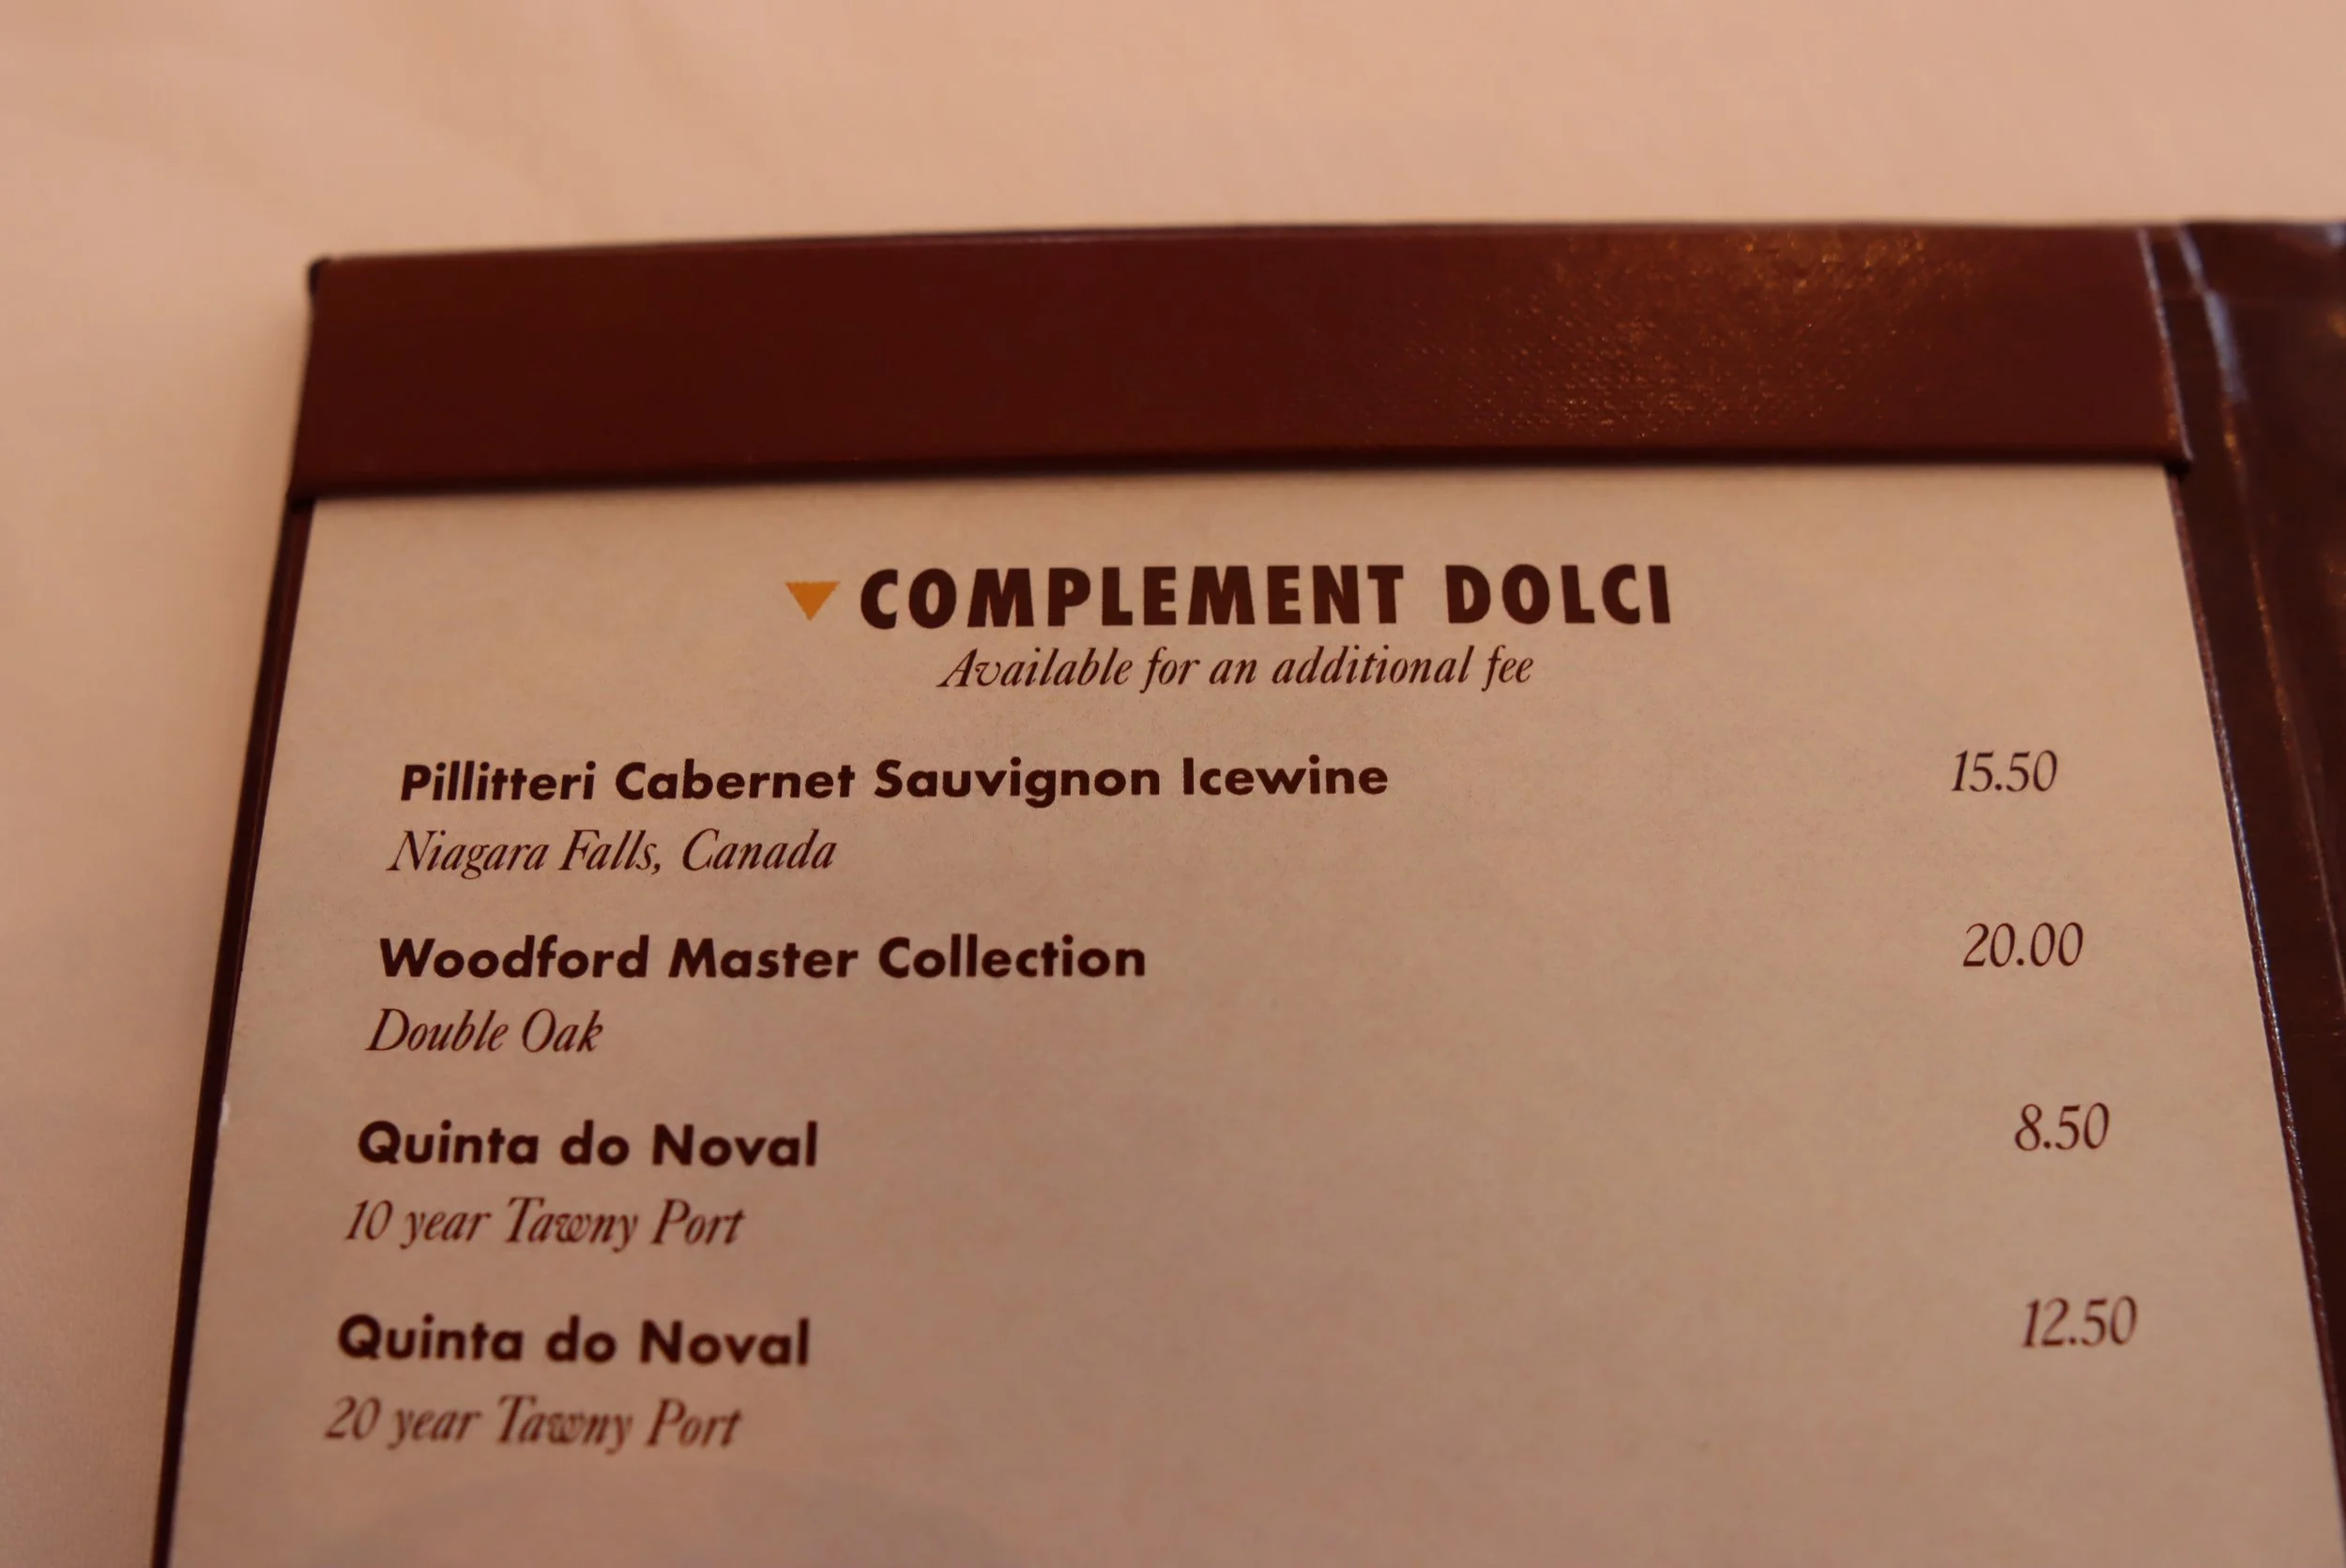 COMPLEMENT DOLCI
Available for an additional fee
Pillitteri Cabernet Sauvignon Icewine 15.50
Niagara Falls, Canada
Woodford Master Collection 20.00
Double Oak
Quinta do Noval 8.50
10 year Tawny Port
Quinta do Noval 12.50
20 year Tawny Port